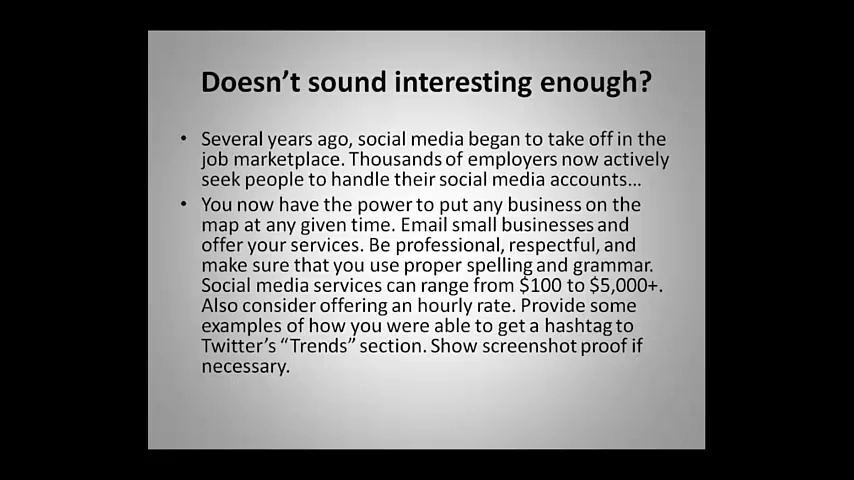 Doesn’t sound interesting enough?
• Several years ago, social media began to take off in the
job marketplace. Thousands of employers now actively
seek people to handle their social media accounts…
• You now have the power to put any business on the
map at any given time. Email small businesses and
offer your services. Be professional, respectful, and
make sure that you use proper spelling and grammar.
Social media services can range from $100 to $5,000+.
Also consider offering an hourly rate. Provide some
examples of how you were able to get a hashtag to
Twitter’s “Trends” section. Show screenshot proof if
necessary.